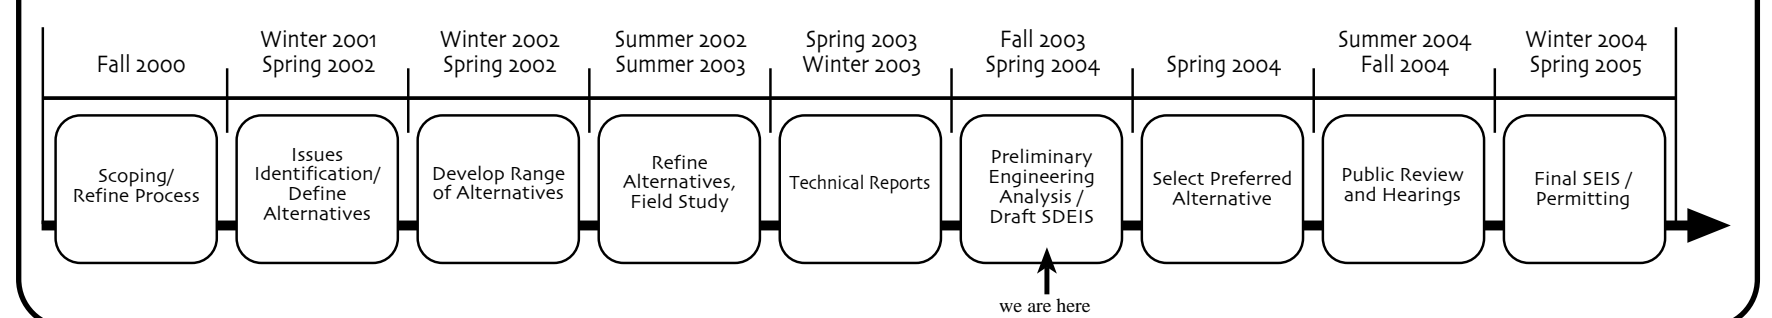 Fall 2000
Winter 2001
Spring 2002
Winter 2002
Spring 2002
Summer 2002
Summer 2003
Spring 2003
Winter 2003
Fall 2003
Spring 2004
Spring 2004
Summer 2004
Fall 2004
Winter 2004
Spring 2005
Scoping/
Refine Process
Issues
Identification/
Define
Alternatives
Develop Range
of Alternatives
Refine
Alternatives,
Field Study
Technical Reports
Preliminary
Engineering
Analysis /
Draft SDEIS
Select Preferred
Alternative
Public Review
and Hearings
Final SEIS /
Permitting
we are here